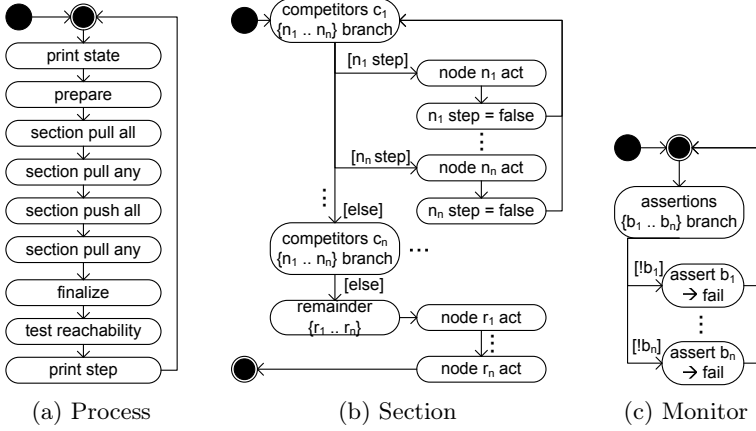 print state
prepare
section pull all
section pull any
section push all
section pull any
finalize
test reachability
print step
(a) Process
competitors c₁
{n₁ .. nₙ} branch
[n₁ step]
node n₁ act
n₁ step = false
...
[nₙ step]
node nₙ act
nₙ step = false
...
[else]
competitors cₙ
{n₁ .. nₙ} branch
...
[else]
remainder
{r₁ .. rₙ}
node r₁ act
...
node rₙ act
(b) Section
assertions
{b₁ .. bₙ} branch
[!b₁]
assert b₁
→ fail
...
[!bₙ]
assert bₙ
→ fail
(c) Monitor